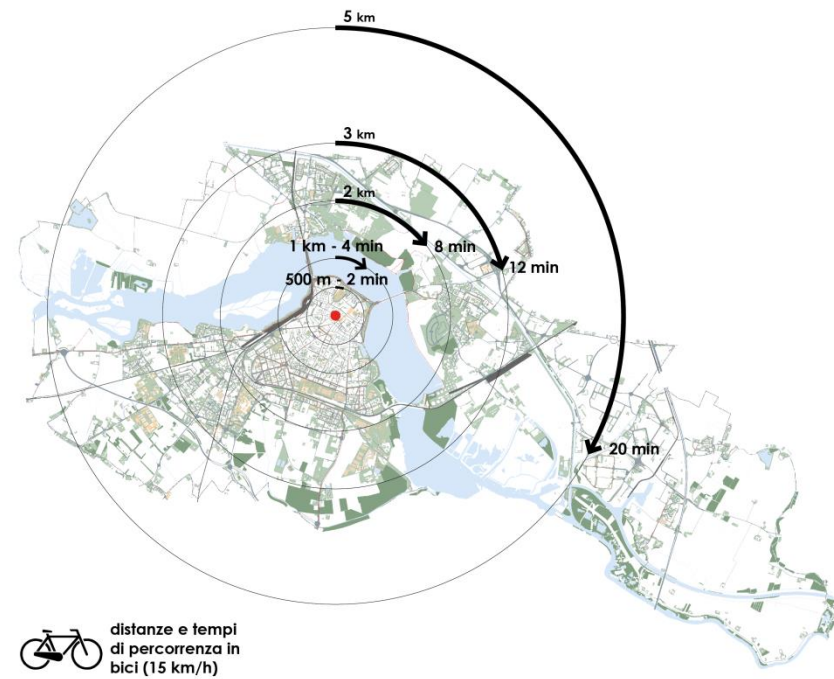 5 km
3 km
2 km
1 km - 4 min
8 min
12 min
500 m - 2 min
20 min
distanze e tempi
di percorrenza in
bici (15 km/h)